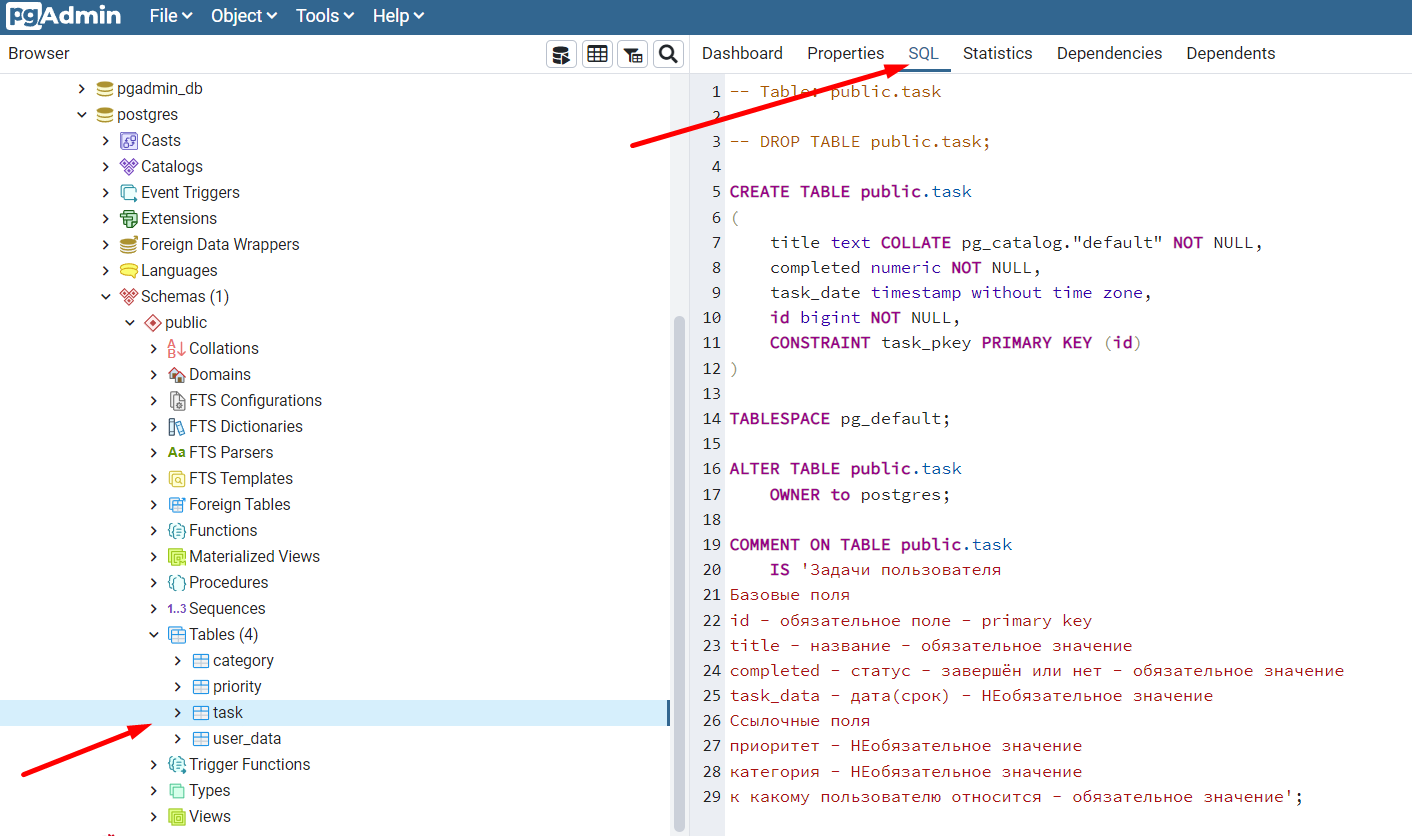 pgAdmin File Object Tools Help
Browser
Dashboard Properties SQL Statistics Dependencies Dependents
pgadmin_db
postgres
Casts
Catalogs
Event Triggers
Extensions
Foreign Data Wrappers
Languages
Schemas (1)
public
Collations
Domains
FTS Configurations
FTS Dictionaries
Aa FTS Parsers
FTS Templates
Foreign Tables
Functions
Materialized Views
Procedures
1..3 Sequences
Tables (4)
category
priority
task
user_data
Trigger Functions
Types
Views
1 -- Table: public.task
2
3 -- DROP TABLE public.task;
4
5 CREATE TABLE public.task
6 (
7     title text COLLATE pg_catalog."default" NOT NULL,
8     completed numeric NOT NULL,
9     task_date timestamp without time zone,
10     id bigint NOT NULL,
11     CONSTRAINT task_pkey PRIMARY KEY (id)
12 )
13
14 TABLESPACE pg_default;
15
16 ALTER TABLE public.task
17     OWNER to postgres;
18
19 COMMENT ON TABLE public.task
20     IS 'Задачи пользователя
21 Базовые поля
22 id - обязательное поле - primary key
23 title - название - обязательное значение
24 completed - статус - завершён или нет - обязательное значение
25 task_data - дата(срок) - НЕобязательное значение
26 Ссылочные поля
27 приоритет - НЕобязательное значение
28 категория - НЕобязательное значение
29 к какому пользователю относится - обязательное значение';